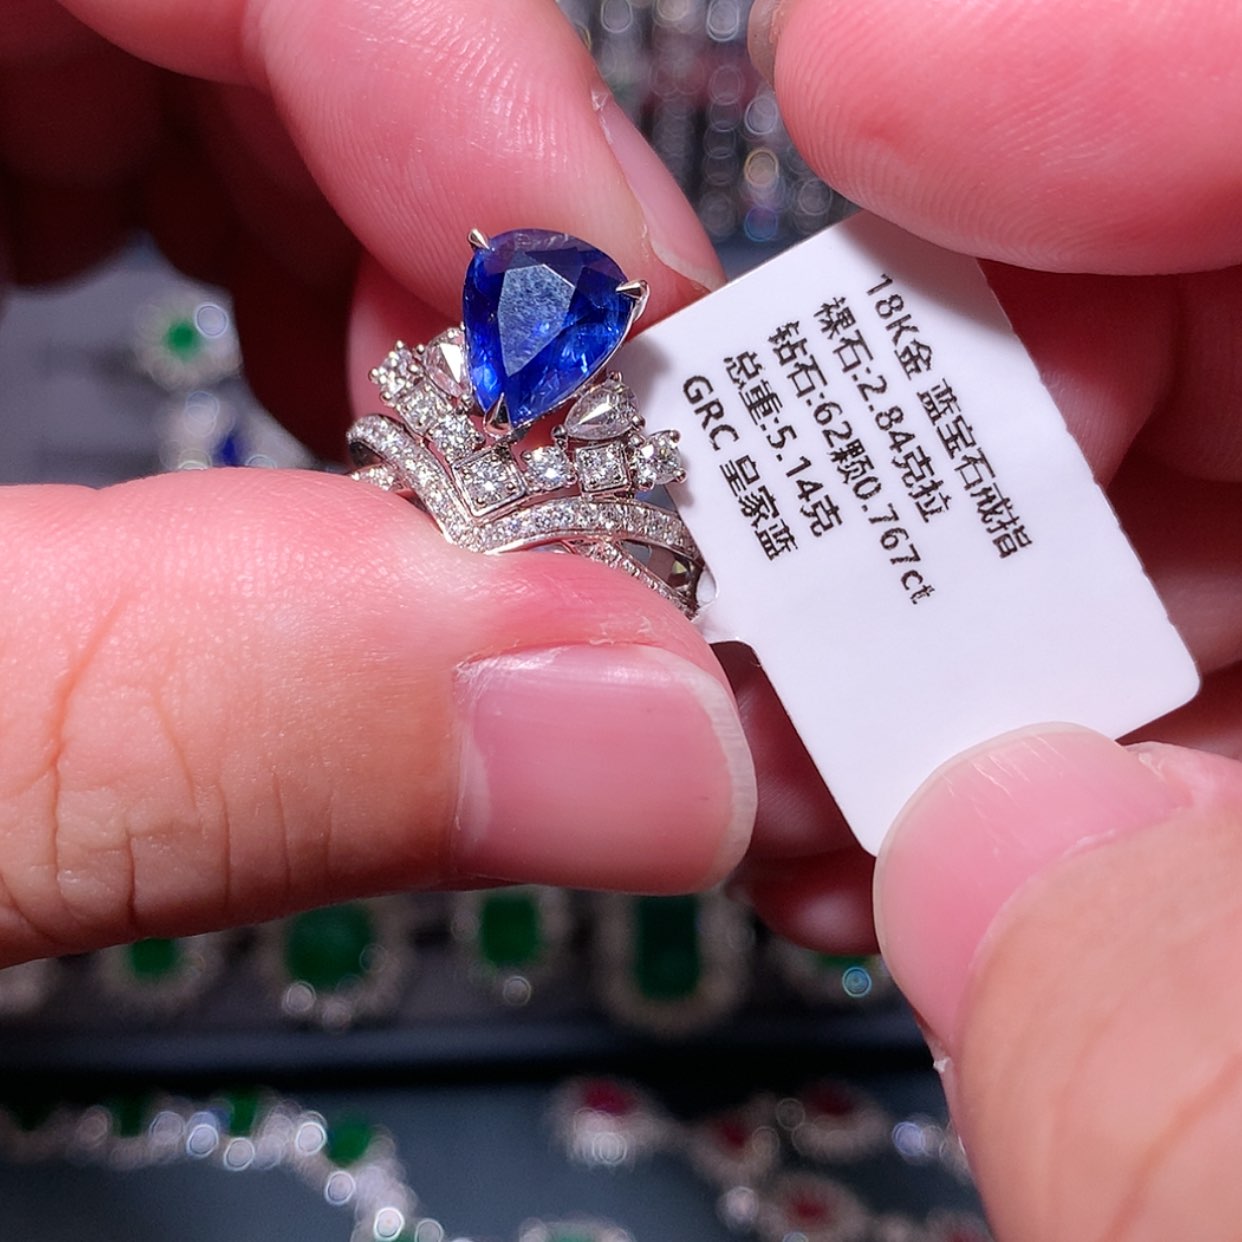 18K金 蓝宝石戒指
裸石:2.84克拉
钻石:62颗0.767ct
总重:5.14克
GRC 皇家蓝